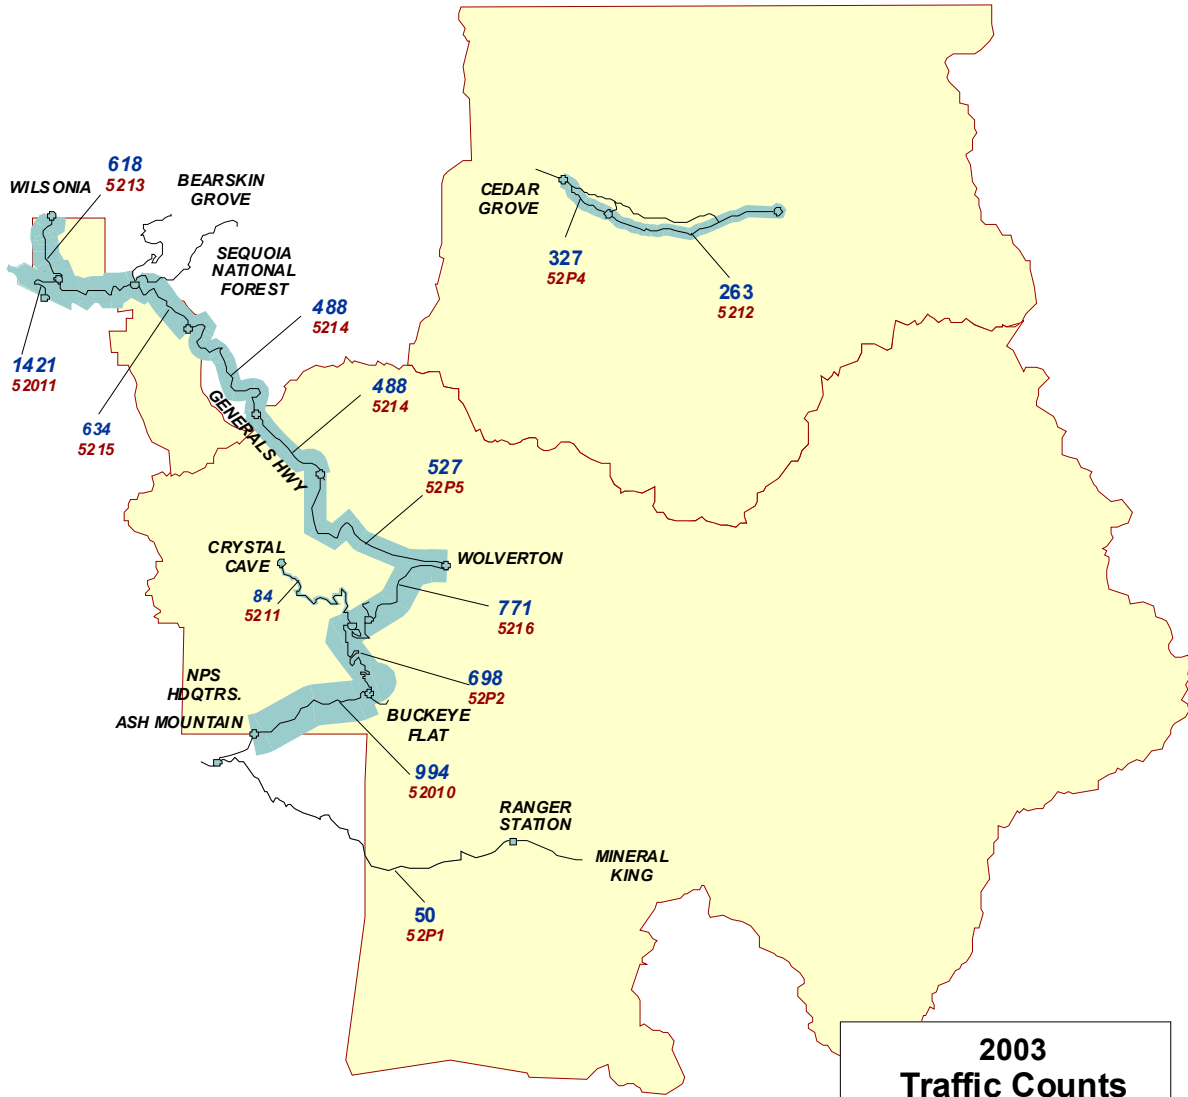 618
5213
WILSONIA
BEARSKIN
GROVE
SEQUOIA
NATIONAL
FOREST
488
5214
1421
52011
634
5215
GENERALS HWY
488
5214
527
52P5
CEDAR
GROVE
327
52P4
263
5212
CRYSTAL
CAVE
84
5211
WOLVERTON
771
5216
698
52P2
NPS
HDQTRS.
ASH MOUNTAIN
BUCKEYE
FLAT
994
52010
RANGER
STATION
MINERAL
KING
50
52P1
2003
Traffic Counts